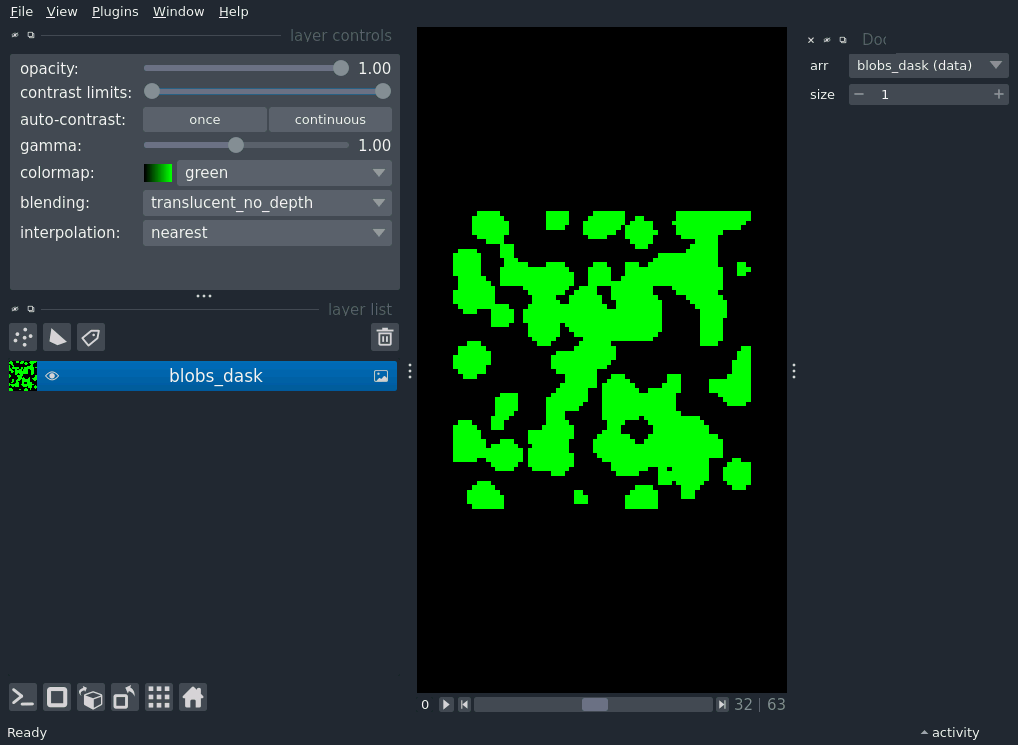 File View Plugins Window Help
layer controls
opacity: 1.00
contrast limits:
auto-contrast: once continuous
gamma: 1.00
colormap: green
blending: translucent_no_depth
interpolation: nearest
layer list
blobs_dask
Ready
0 32 | 63
arr blobs_dask (data)
size 1
activity